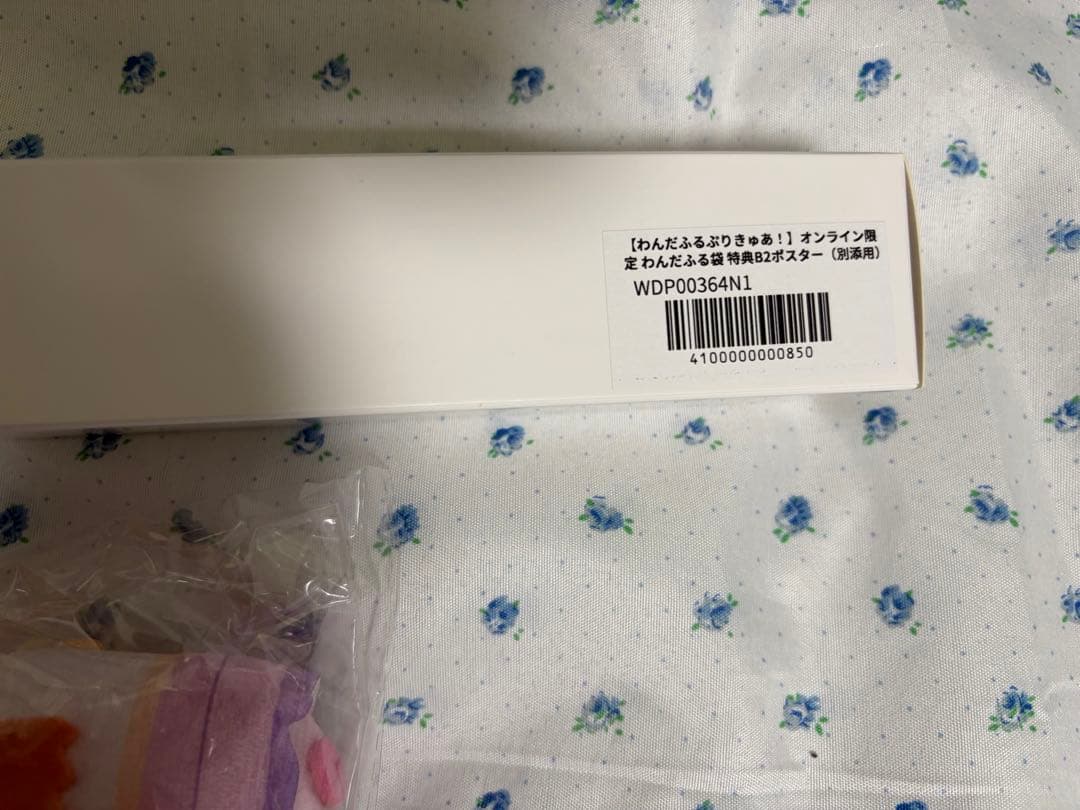 【わんだふるぷりきゅあ！】オンライン限
定 わんだふる袋 特典B2ポスター（別添用）
WDP00364N1
4100000000850